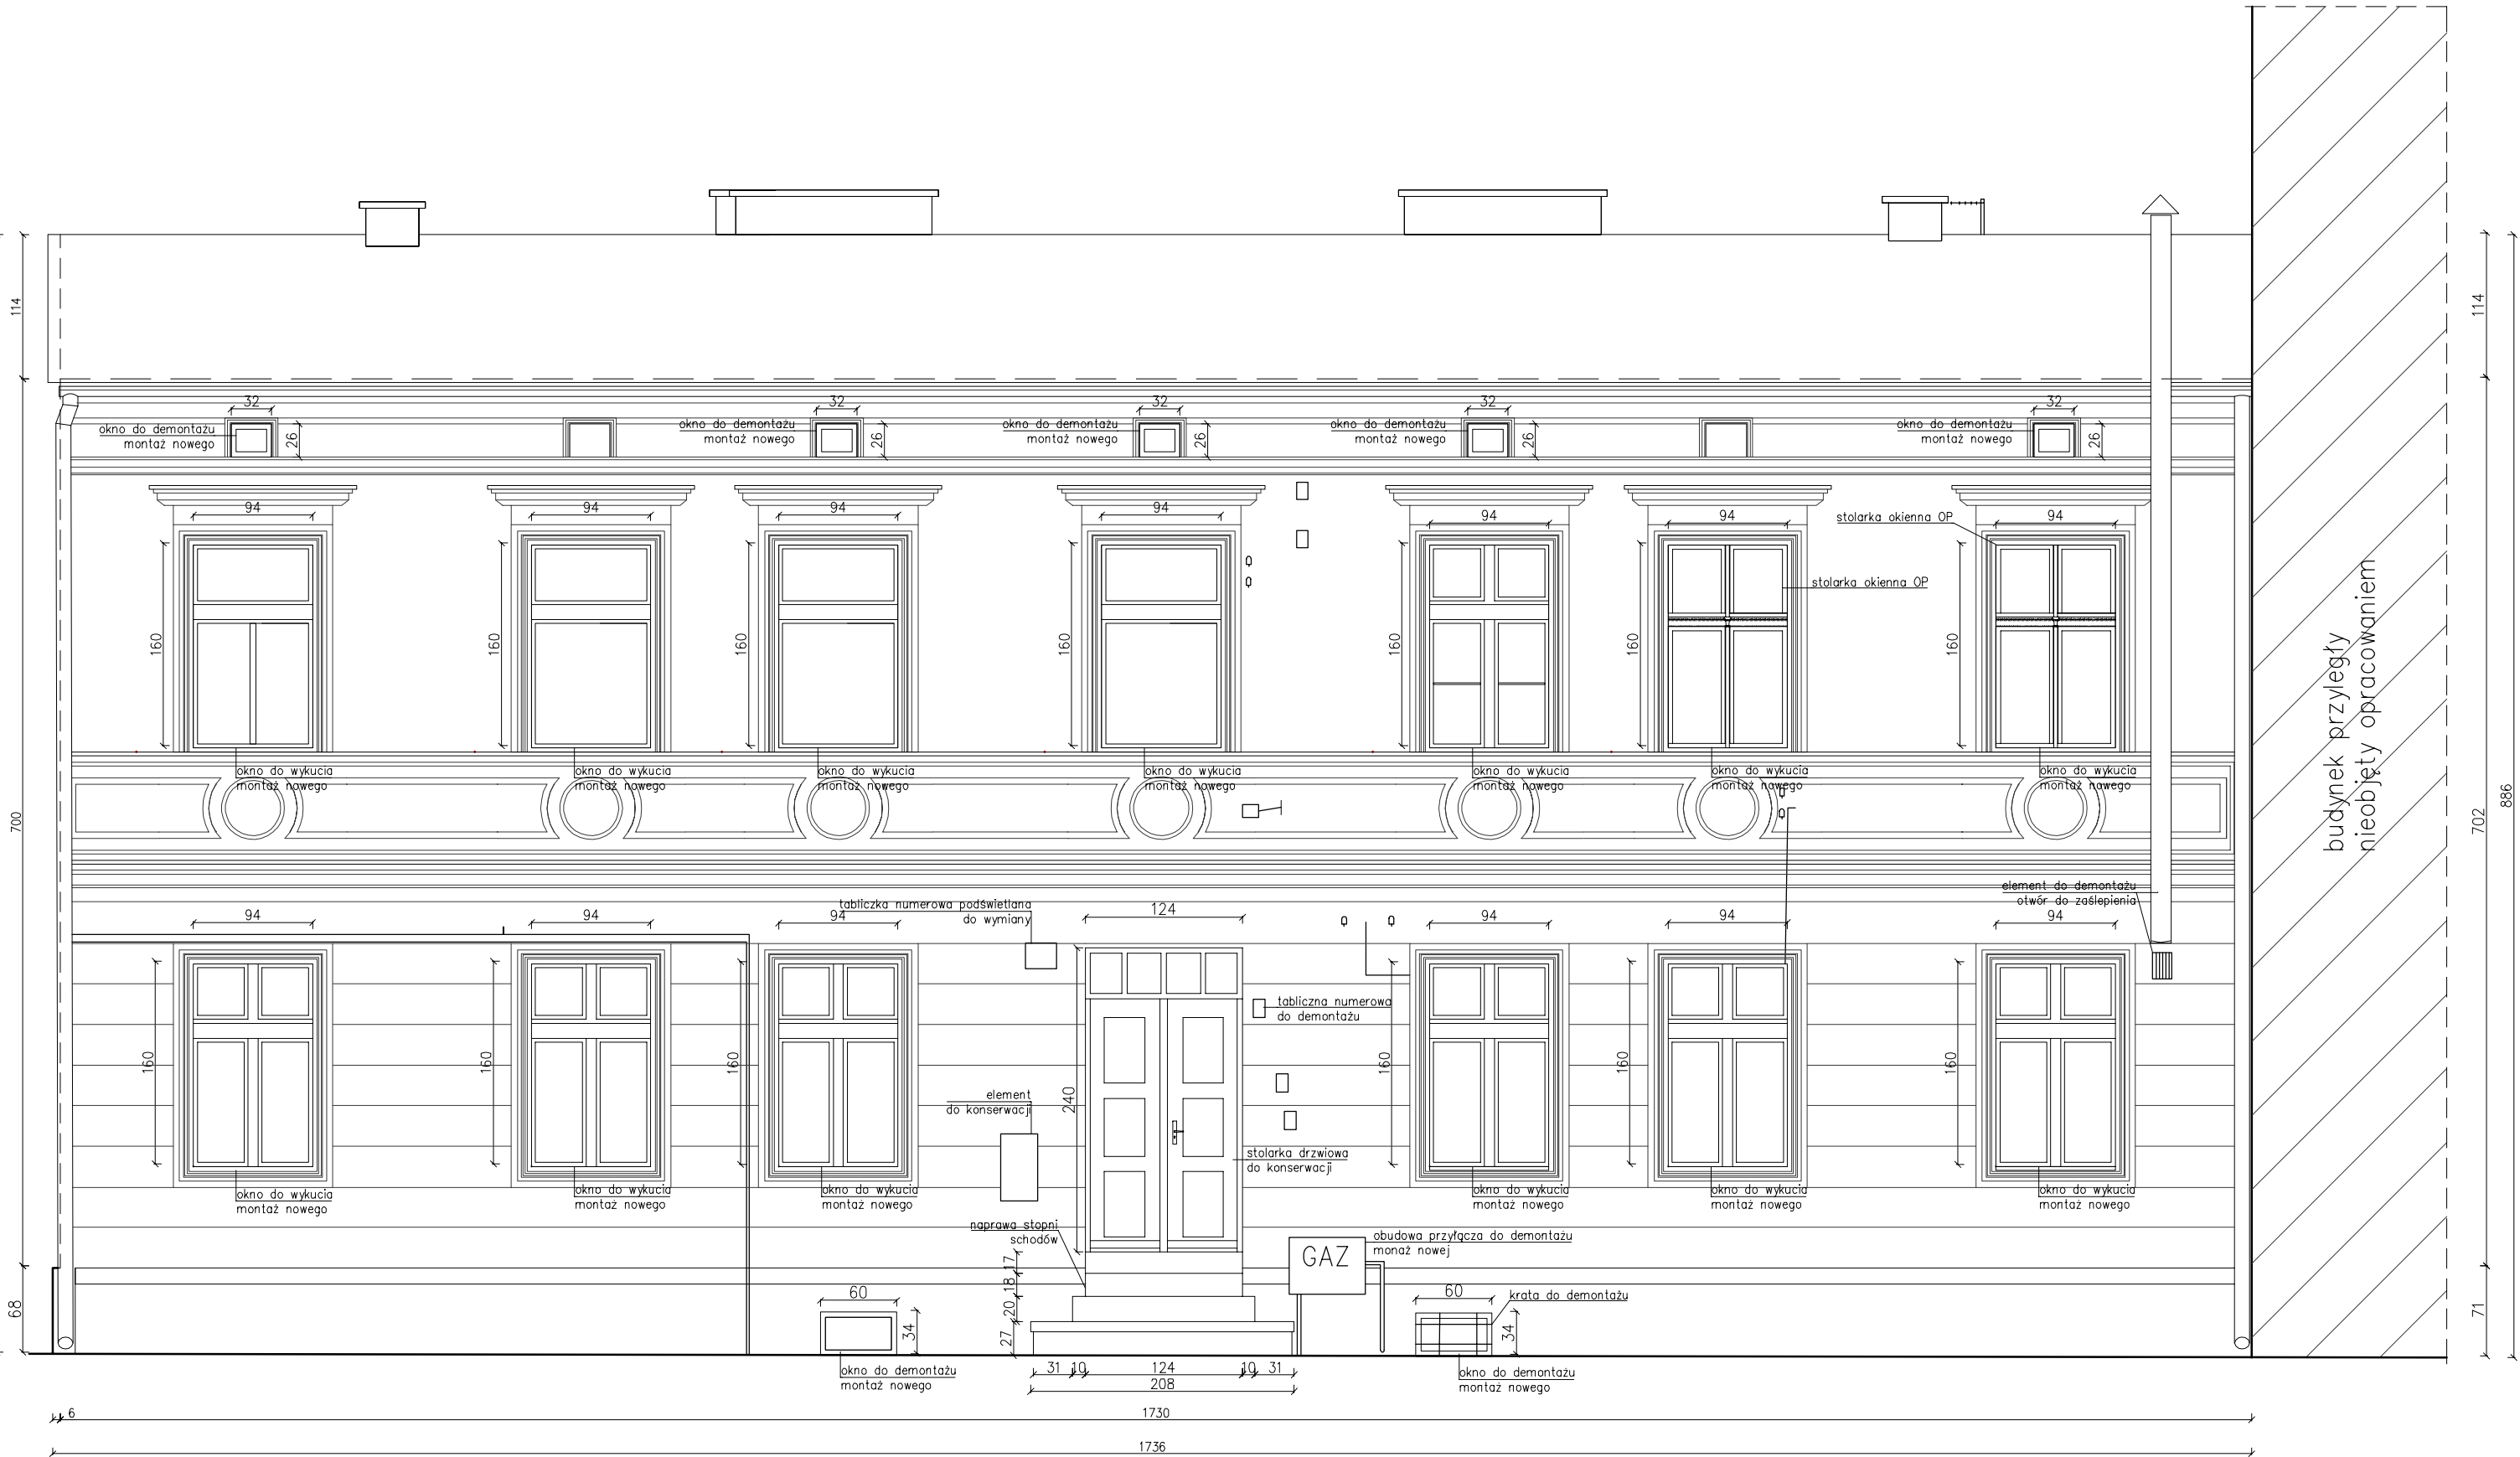 32
32
32
32
32
okno do demontażu
montaż nowego
26
okno do demontażu
montaż nowego
26
okno do demontażu
montaż nowego
26
okno do demontażu
montaż nowego
26
okno do demontażu
montaż nowego
26
114
114
94
94
94
94
94
94
94
stolarka okienna OP
stolarka okienna OP
160
160
160
160
160
160
160
okno do wykucia
montaż nowego
okno do wykucia
montaż nowego
okno do wykucia
montaż nowego
okno do wykucia
montaż nowego
okno do wykucia
montaż nowego
okno do wykucia
montaż nowego
okno do wykucia
montaż nowego
budynek przyległy
nieobjęty opracowaniem
700
702
886
element do demontażu
otwór do zaślepienia
tabliczka numerowa podświetlana
do wymiany
94
94
94
124
94
94
94
tabliczna numerowa
do demontażu
160
160
160
240
160
160
160
element
do konserwacji
stolarka drzwiowa
do konserwacji
okno do wykucia
montaż nowego
okno do wykucia
montaż nowego
okno do wykucia
montaż nowego
okno do wykucia
montaż nowego
okno do wykucia
montaż nowego
okno do wykucia
montaż nowego
naprawa stopni
schodów
obudowa przyłącza do demontażu
monaż nowej
GAZ
17
18
20
27
68
71
60
34
60
34
krata do demontażu
okno do demontażu
montaż nowego
okno do demontażu
montaż nowego
31
10
124
10
31
208
6
1730
1736